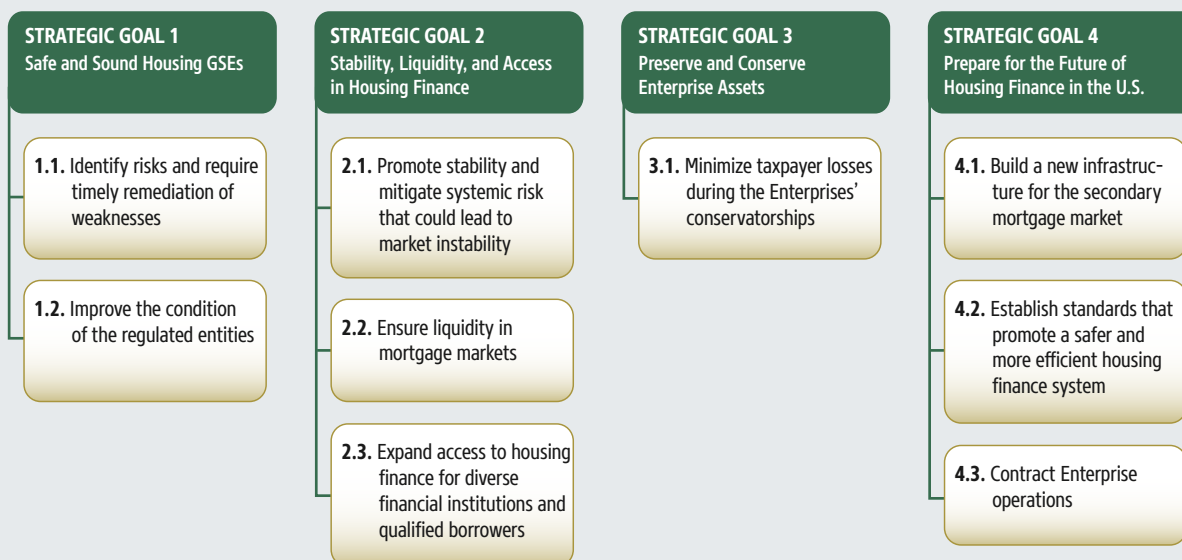 STRATEGIC GOAL 1
Safe and Sound Housing GSEs
1.1. Identify risks and require
timely remediation of
weaknesses
1.2. Improve the condition
of the regulated entities
STRATEGIC GOAL 2
Stability, Liquidity, and Access
in Housing Finance
2.1. Promote stability and
mitigate systemic risk
that could lead to
market instability
2.2. Ensure liquidity in
mortgage markets
2.3. Expand access to housing
finance for diverse
financial institutions and
qualified borrowers
STRATEGIC GOAL 3
Preserve and Conserve
Enterprise Assets
3.1. Minimize taxpayer losses
during the Enterprises’
conservatorships
STRATEGIC GOAL 4
Prepare for the Future of
Housing Finance in the U.S.
4.1. Build a new infrastruc-
ture for the secondary
mortgage market
4.2. Establish standards that
promote a safer and
more efficient housing
finance system
4.3. Contract Enterprise
operations